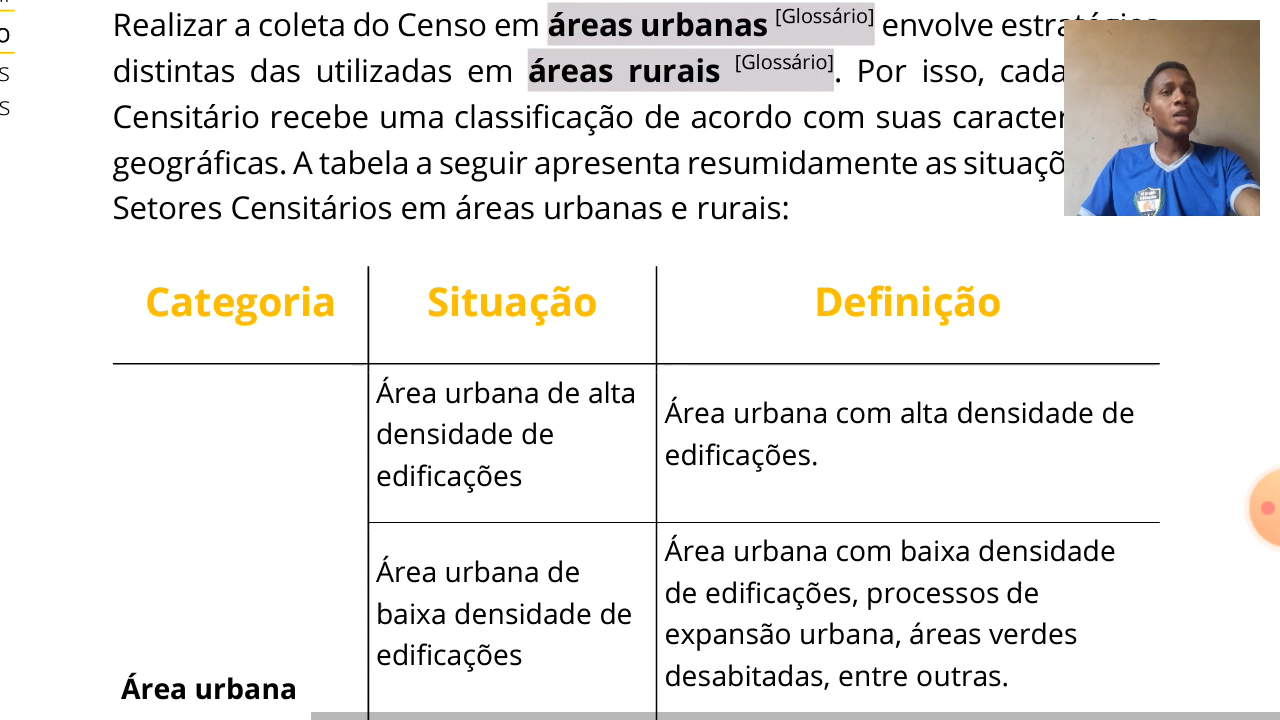 Realizar a coleta do Censo em áreas urbanas [Glossário] envolve
distintas das utilizadas em áreas rurais [Glossário]. Por isso, cada
Censitário recebe uma classificação de acordo com suas
geográficas. A tabela a seguir apresenta resumidamente as
Setores Censitários em áreas urbanas e rurais:
Categoria Situação Definição
Área urbana de alta
densidade de
edificações
Área urbana com alta densidade de
edificações.
Área urbana de
baixa densidade de
edificações
Área urbana com baixa densidade
de edificações, processos de
expansão urbana, áreas verdes
desabitadas, entre outras.
Área urbana